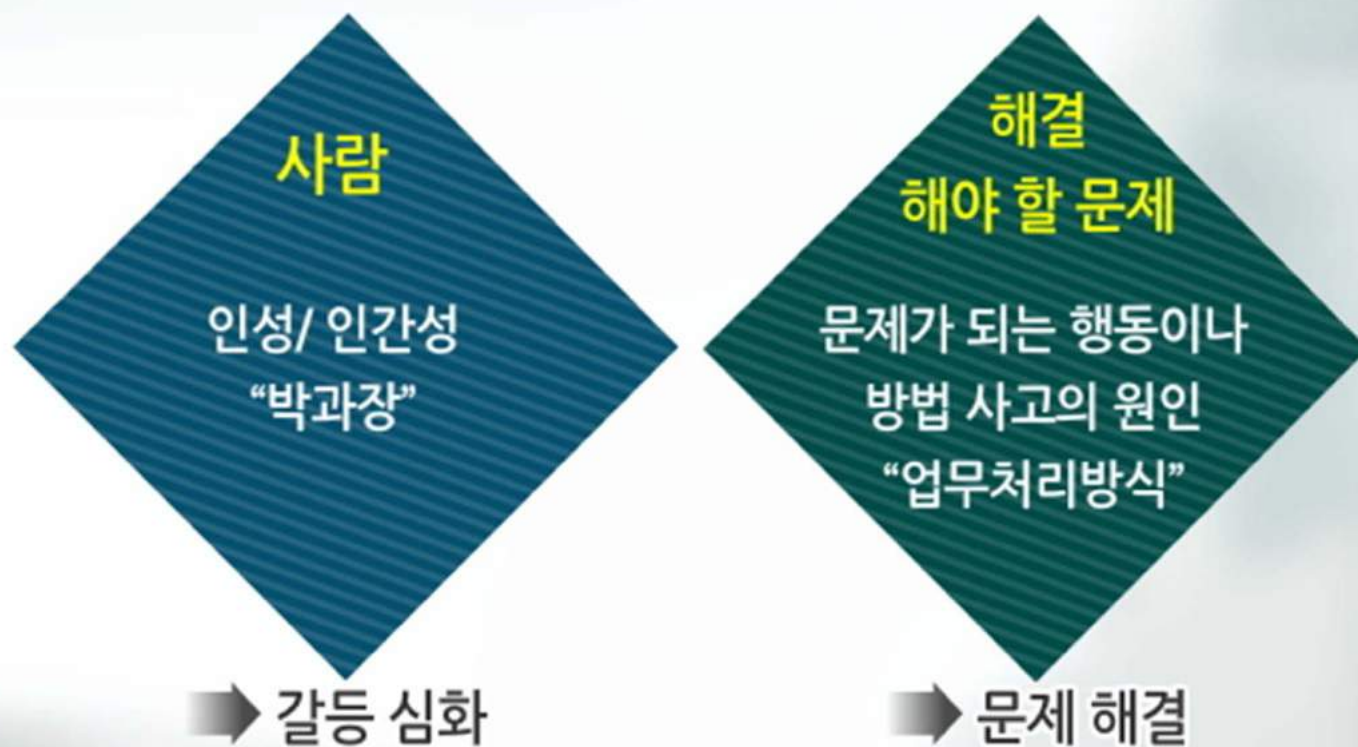 사람
인성/ 인간성
“박과장”
갈등 심화
해결
해야 할 문제
문제가 되는 행동이나
방법 사고의 원인
“업무처리방식”
문제 해결